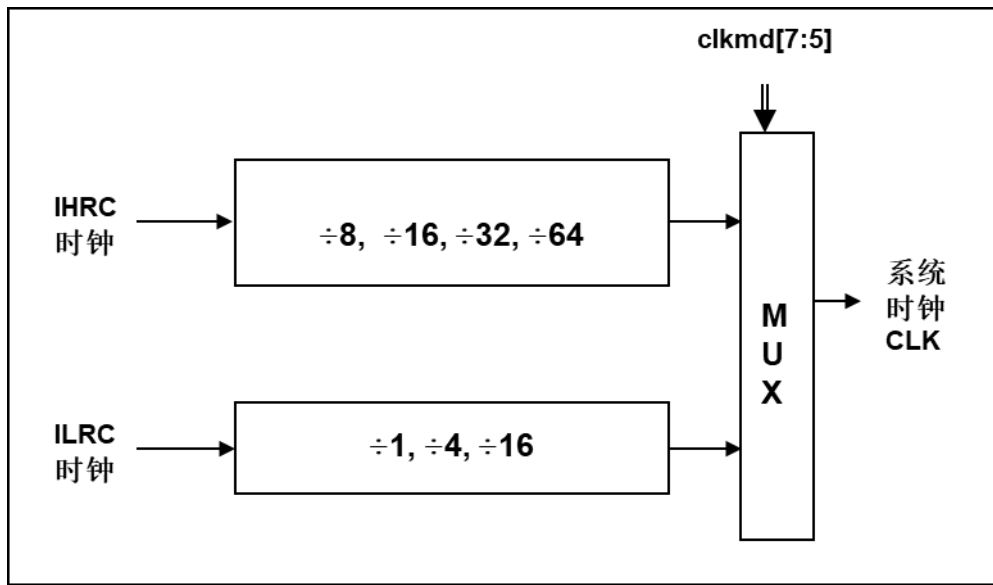 clkmd[7:5]
IHRC
时钟
÷8, ÷16, ÷32, ÷64
M
U
X
系统
时钟
CLK
ILRC
时钟
÷1, ÷4, ÷16